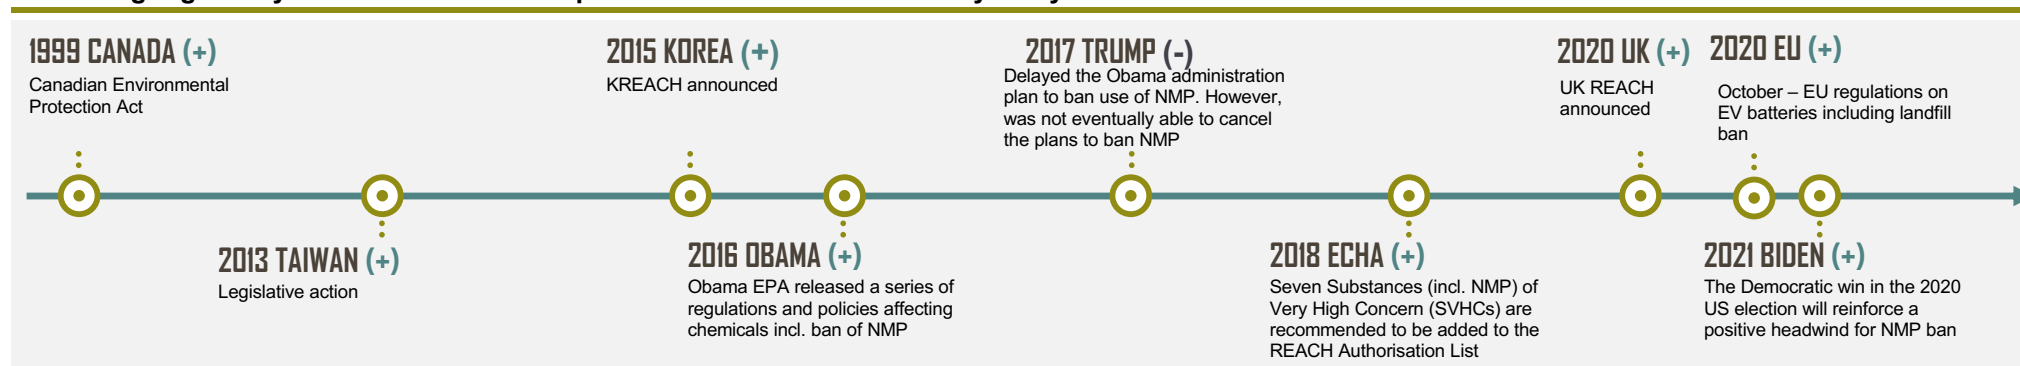 1999 CANADA (+)
Canadian Environmental
Protection Act
2013 TAIWAN (+)
Legislative action
2015 KOREA (+)
KREACH announced
2016 OBAMA (+)
Obama EPA released a series of
regulations and policies affecting
chemicals incl. ban of NMP
2017 TRUMP (-)
Delayed the Obama administration
plan to ban use of NMP. However,
was not eventually able to cancel
the plans to ban NMP
2018 ECHA (+)
Seven Substances (incl. NMP) of
Very High Concern (SVHCs) are
recommended to be added to the
REACH Authorisation List
2020 UK (+)
UK REACH
announced
2020 EU (+)
October – EU regulations on
EV batteries including landfill
ban
2021 BIDEN (+)
The Democratic win in the 2020
US election will reinforce a
positive headwind for NMP ban